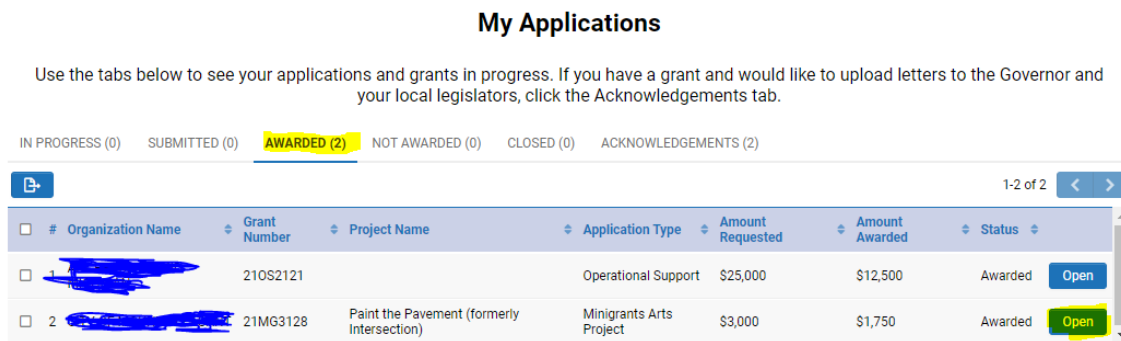 My Applications
Use the tabs below to see your applications and grants in progress. If you have a grant and would like to upload letters to the Governor and
your local legislators, click the Acknowledgements tab.
IN PROGRESS (0) SUBMITTED (0) AWARDED (2) NOT AWARDED (0) CLOSED (0) ACKNOWLEDGEMENTS (2)
1-2 of 2
# Organization Name Grant Number Project Name Application Type Amount Requested Amount Awarded Status
1 21OS2121 Operational Support $25,000 $12,500 Awarded Open
2 21MG3128 Paint the Pavement (formerly Intersection) Minigrants Arts Project $3,000 $1,750 Awarded Open